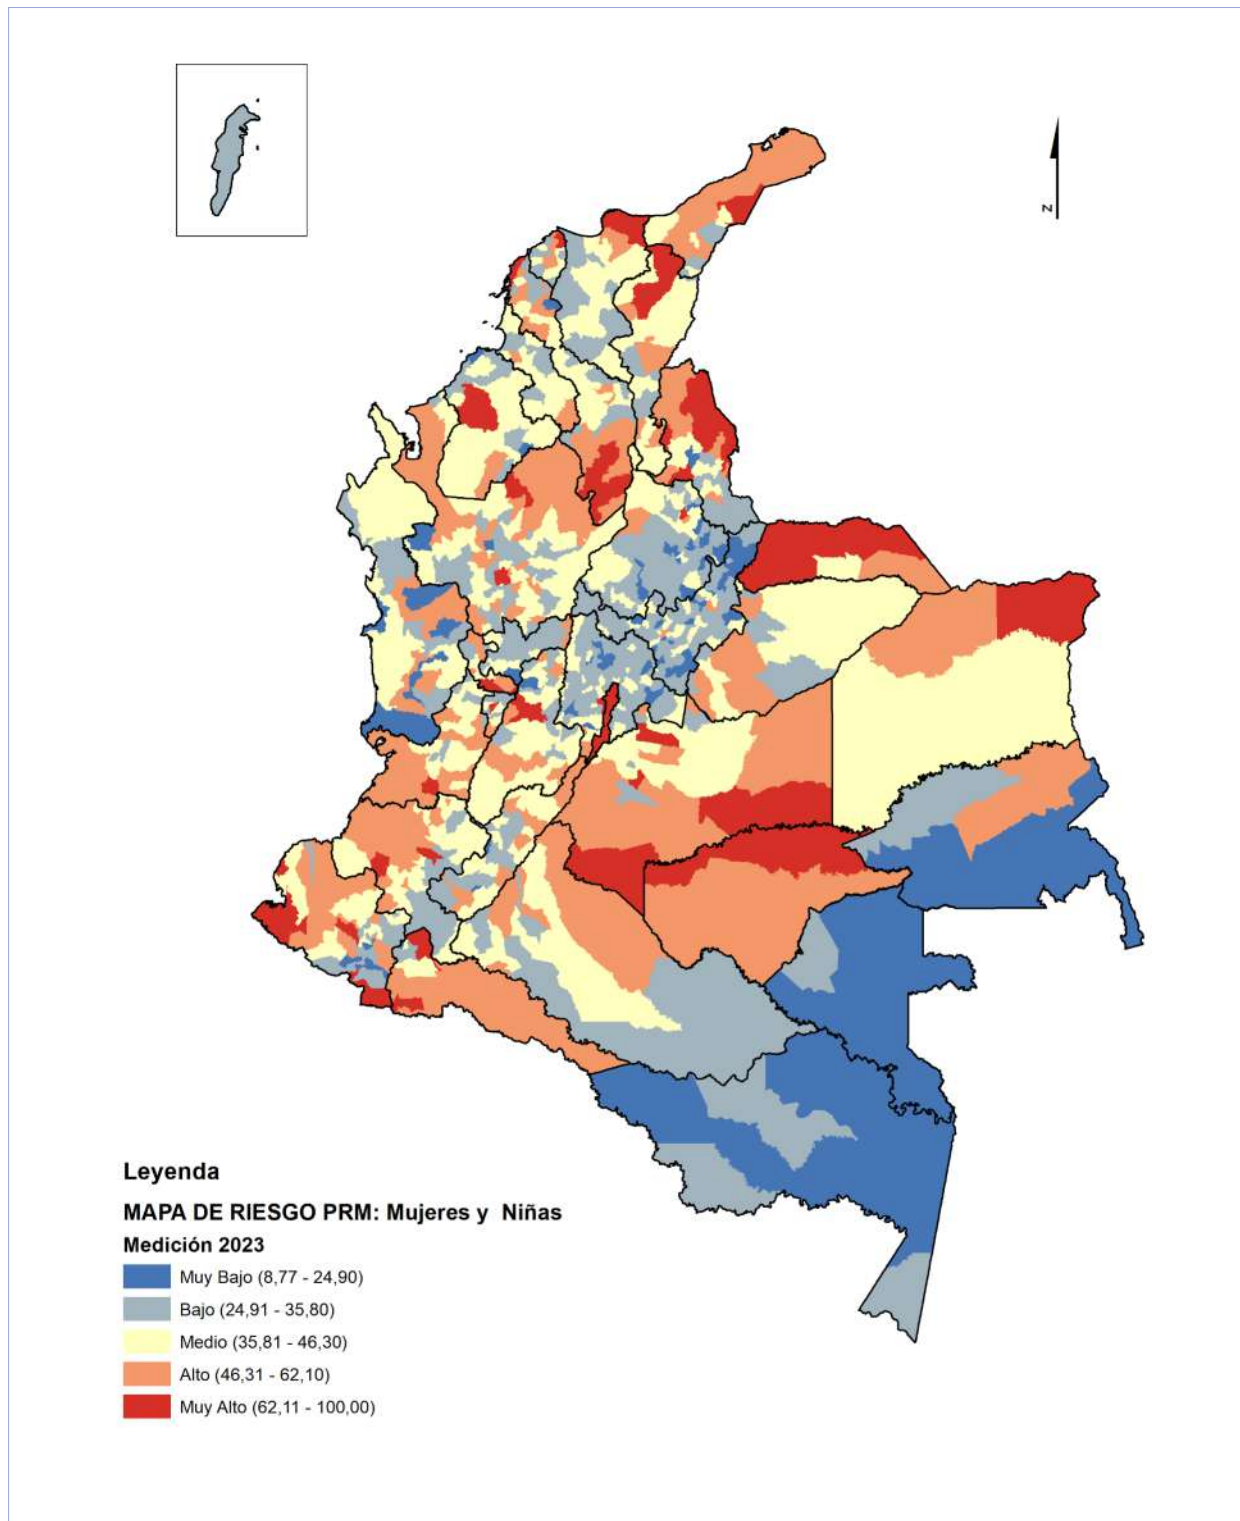 N
Leyenda
MAPA DE RIESGO PRM: Mujeres y Niñas
Medición 2023
Muy Bajo (8,77 - 24,90)
Bajo (24,91 - 35,80)
Medio (35,81 - 46,30)
Alto (46,31 - 62,10)
Muy Alto (62,11 - 100,00)